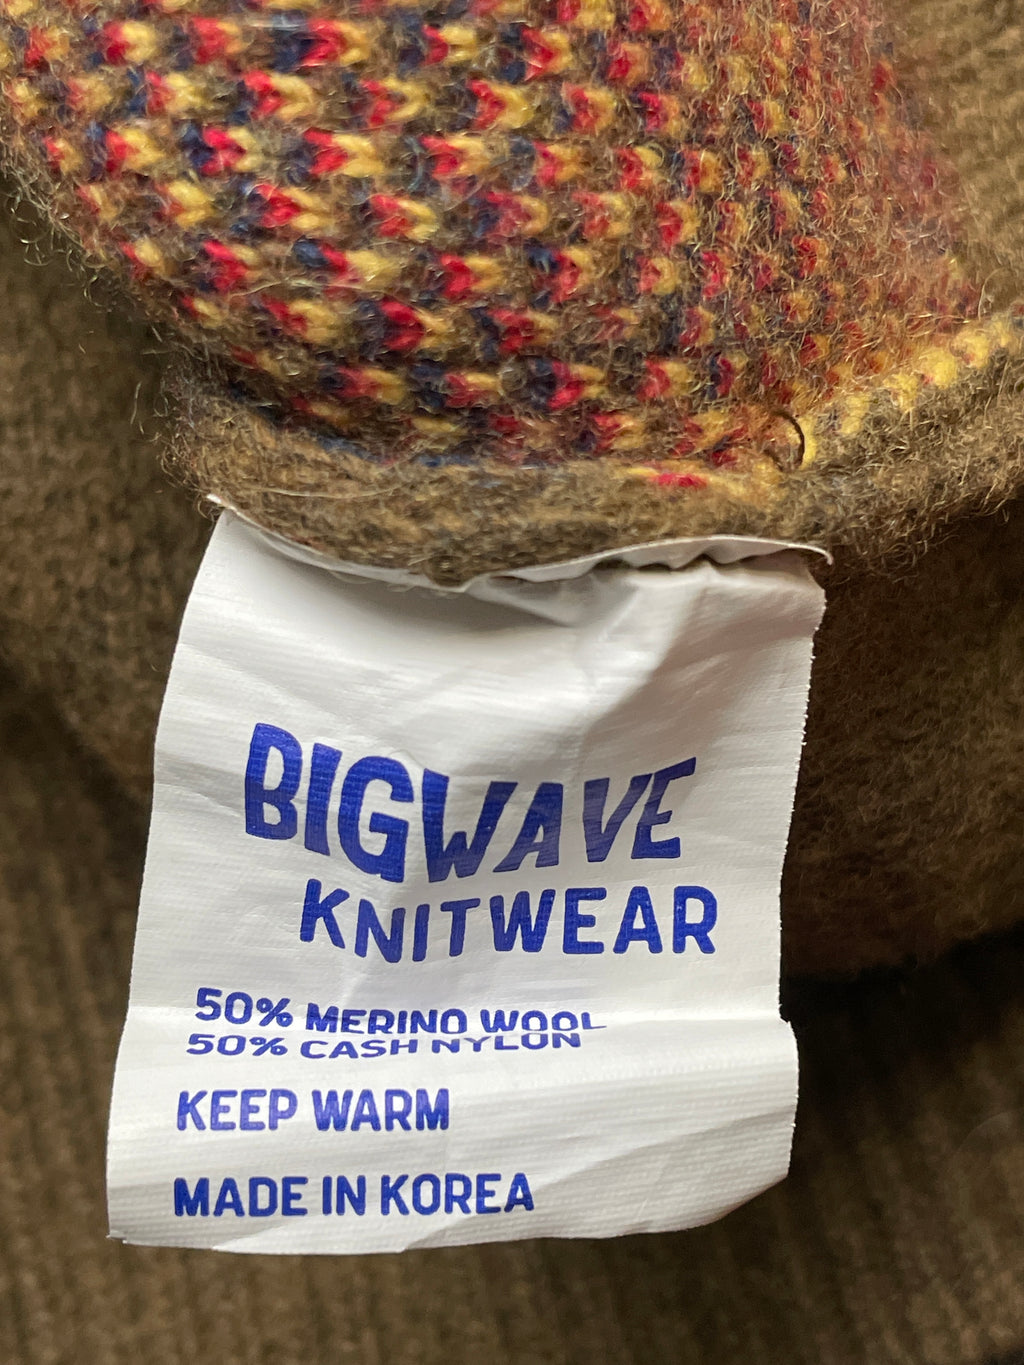 BIGWAVE
KNITWEAR
50% MERINO WOOL
50% CASH NYLON
KEEP WARM
MADE IN KOREA